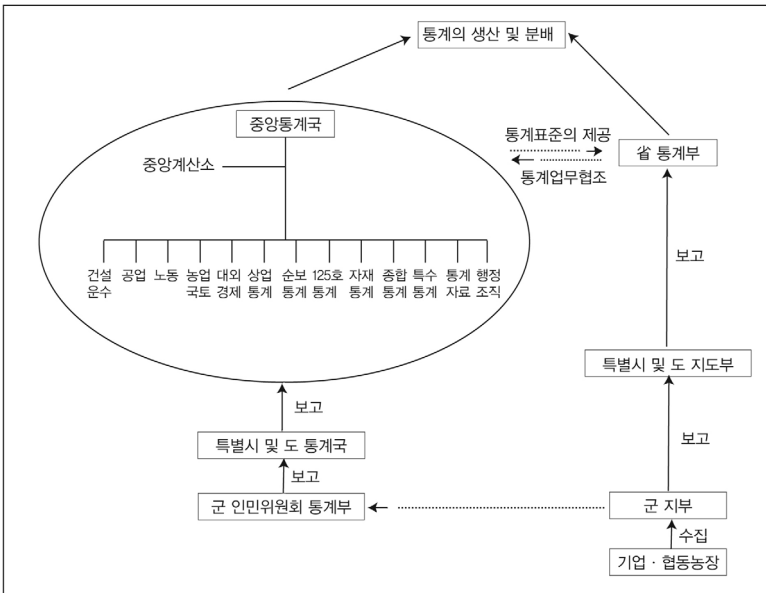 통계의 생산 및 분배
중앙통계국
통계표준의 제공
省 통계부
중앙계산소
통계업무협조
보고
건설 공업 노동 농업 대외 상업 순보 125호 자재 종합 특수 통계 행정
운수 국토 경제 통계 통계 통계 통계 통계 통계 자료 조직
특별시 및 도 지도부
보고
특별시 및 도 통계국
보고
보고
군 인민위원회 통계부
군 지부
수집
기업 · 협동농장